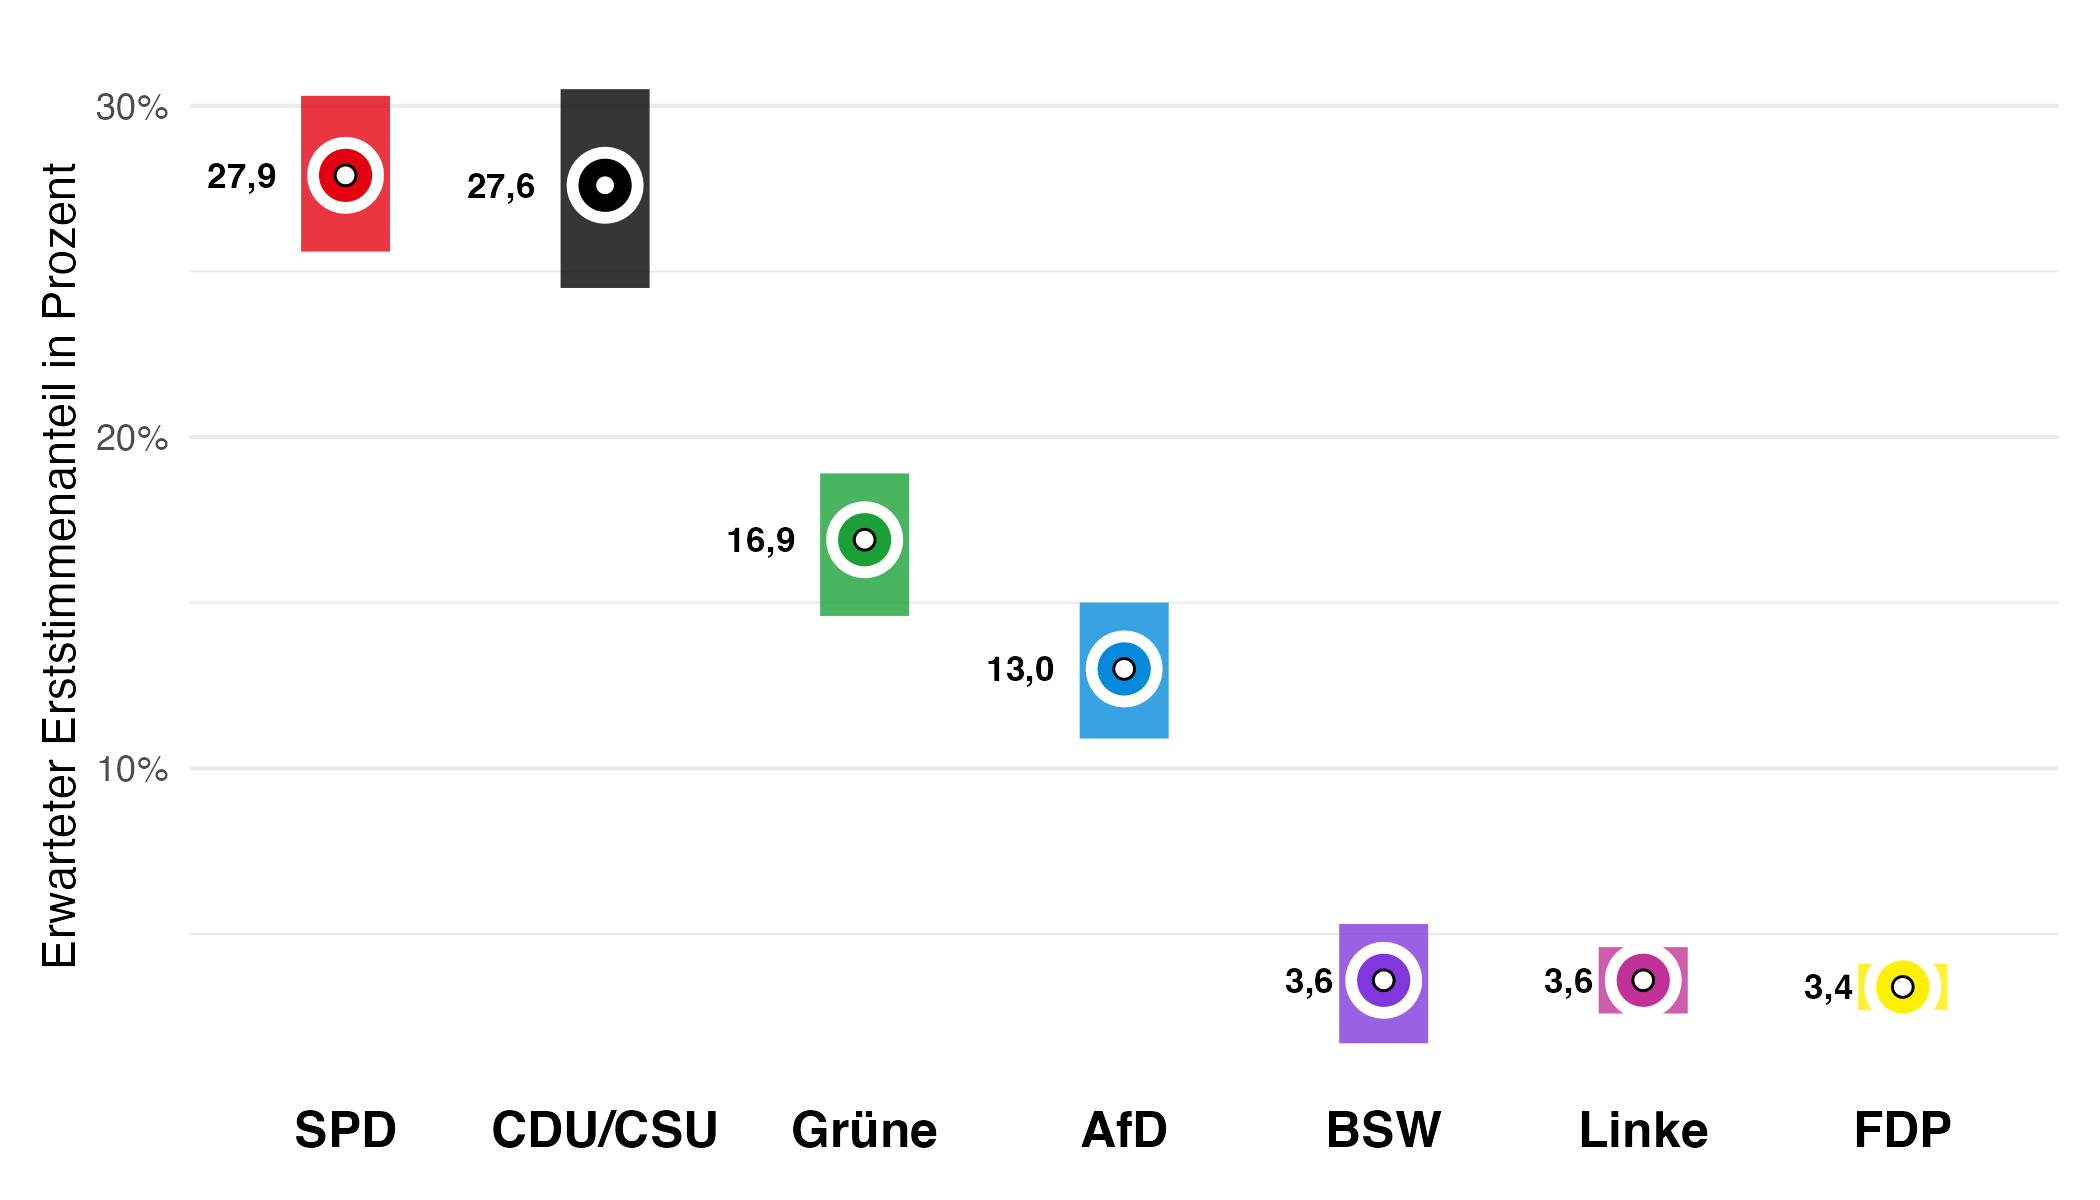 Erwarteter Erststimmenanteil in Prozent
30%
20%
10%
27,9
27,6
16,9
13,0
3,6
3,6
3,4
SPD
CDU/CSU
Grüne
AfD
BSW
Linke
FDP